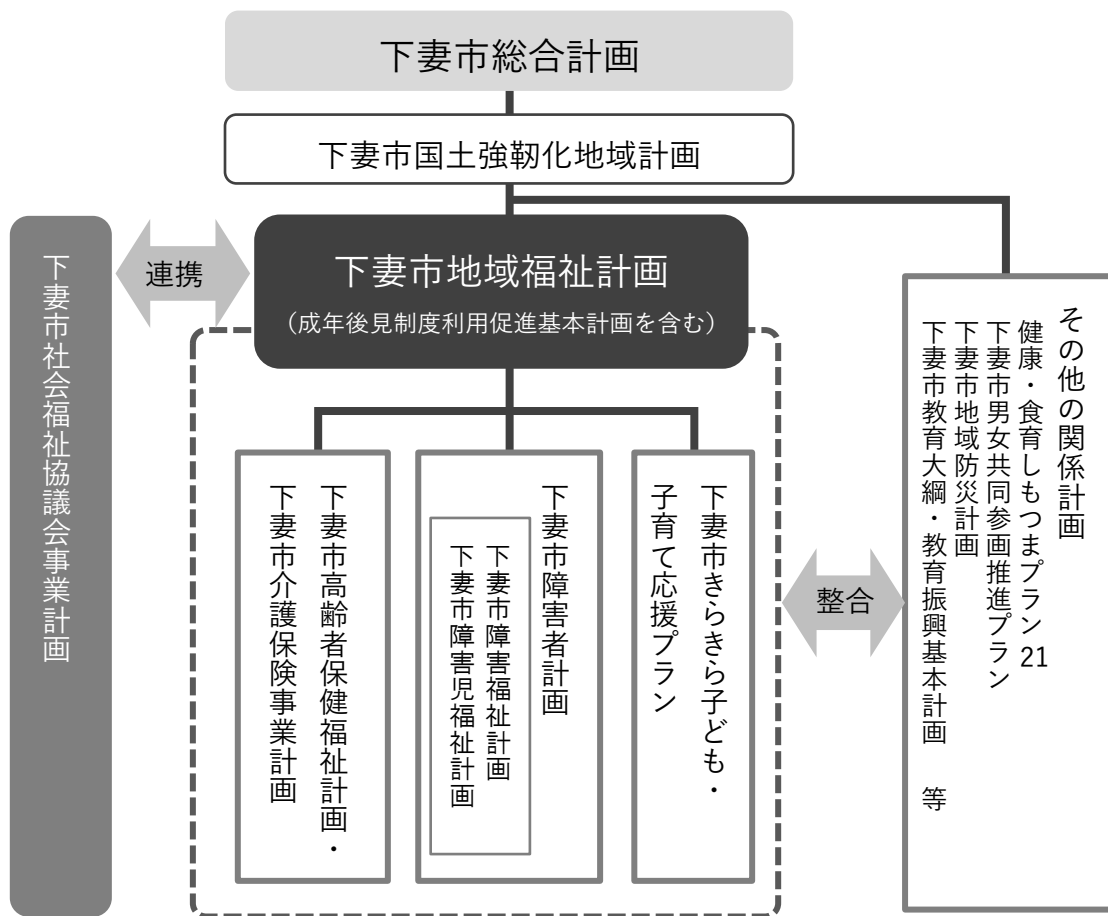 下妻市総合計画
下妻市国土強靭化地域計画
下妻市地域福祉計画
（成年後見制度利用促進基本計画を含む）
連携
下妻市社会福祉協議会事業計画
下妻市高齢者保健福祉計画・
下妻市介護保険事業計画
下妻市障害者計画
下妻市障害福祉計画
下妻市障害児福祉計画
下妻市きらきら子ども・
子育て応援プラン
整合
その他の関係計画
健康・食育しもつまプラン21
下妻市男女共同参画推進プラン
下妻市地域防災計画
下妻市教育大綱・教育振興基本計画　等